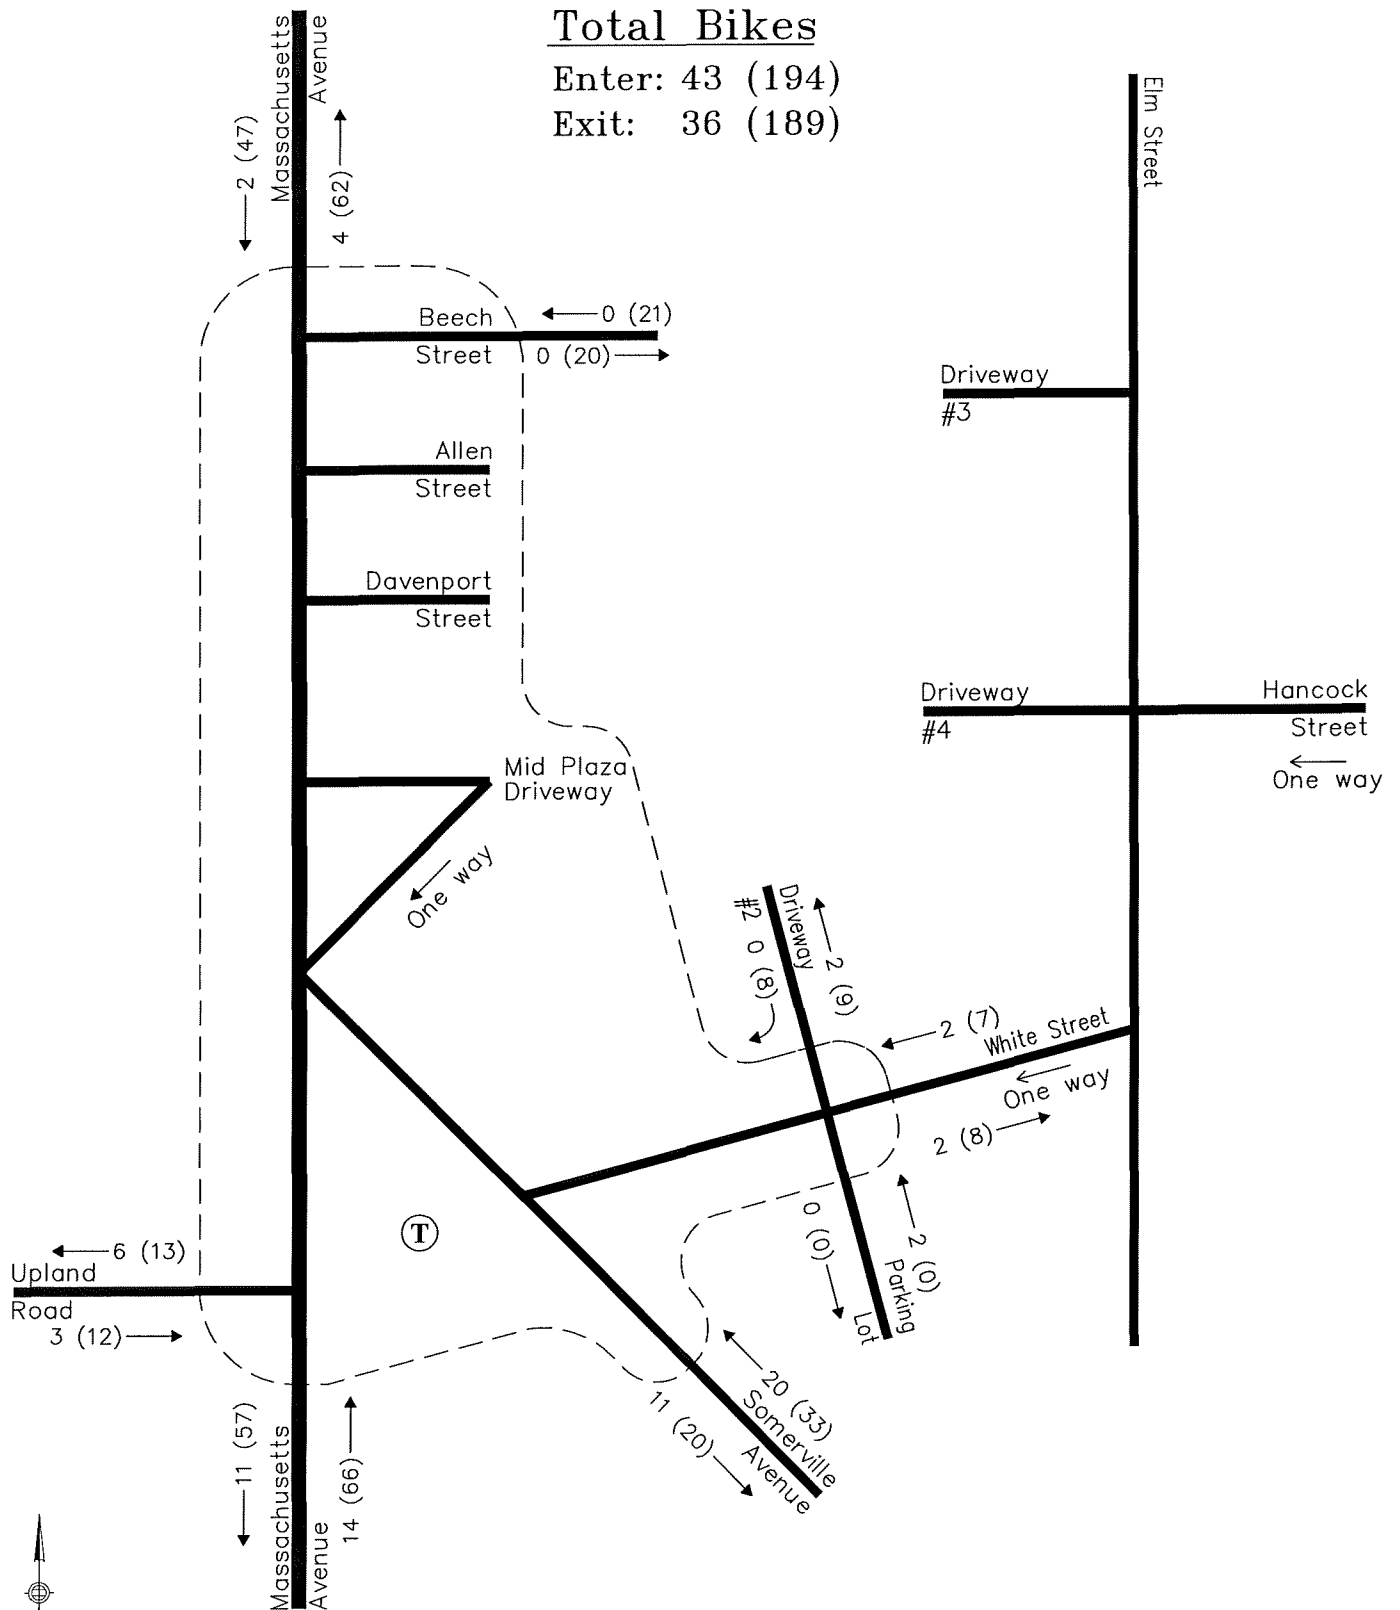 Total Bikes
Enter: 43 (194)
Exit: 36 (189)
Massachusetts
Avenue
2 (47)
4 (62)
Elm Street
Beech
Street
0 (21)
0 (20)
Driveway
#3
Allen
Street
Davenport
Street
Driveway
#4
Hancock
Street
One way
Mid Plaza
Driveway
One way
Driveway
#2
0 (8)
2 (9)
2 (7)
White Street
One way
2 (8)
T
0 (0)
2 (0)
Parking
Lot
6 (13)
Upland
Road
3 (12)
20 (33)
11 (20)
Somerville
Avenue
11 (57)
14 (66)
Massachusetts
Avenue